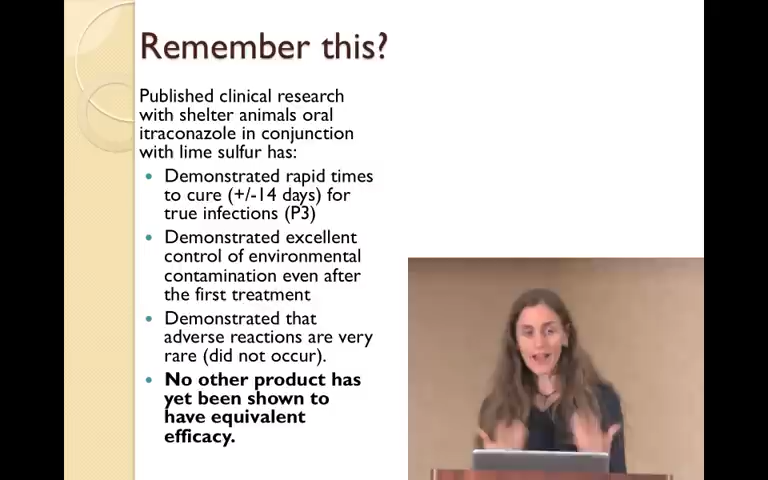 Remember this?
Published clinical research
with shelter animals oral
itraconazole in conjunction
with lime sulfur has:
• Demonstrated rapid times
to cure (+/-14 days) for
true infections (P3)
• Demonstrated excellent
control of environmental
contamination even after
the first treatment
• Demonstrated that
adverse reactions are very
rare (did not occur).
• No other product has
yet been shown to
have equivalent
efficacy.